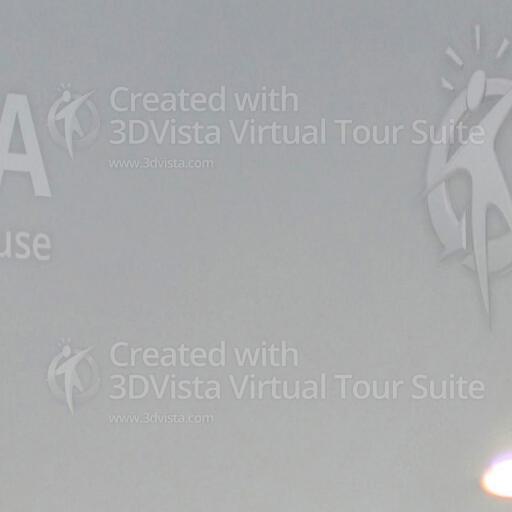 Created with
3DVista Virtual Tour Suite
www.3dvista.com
A
use
Created with
3DVista Virtual Tour Suite
www.3dvista.com